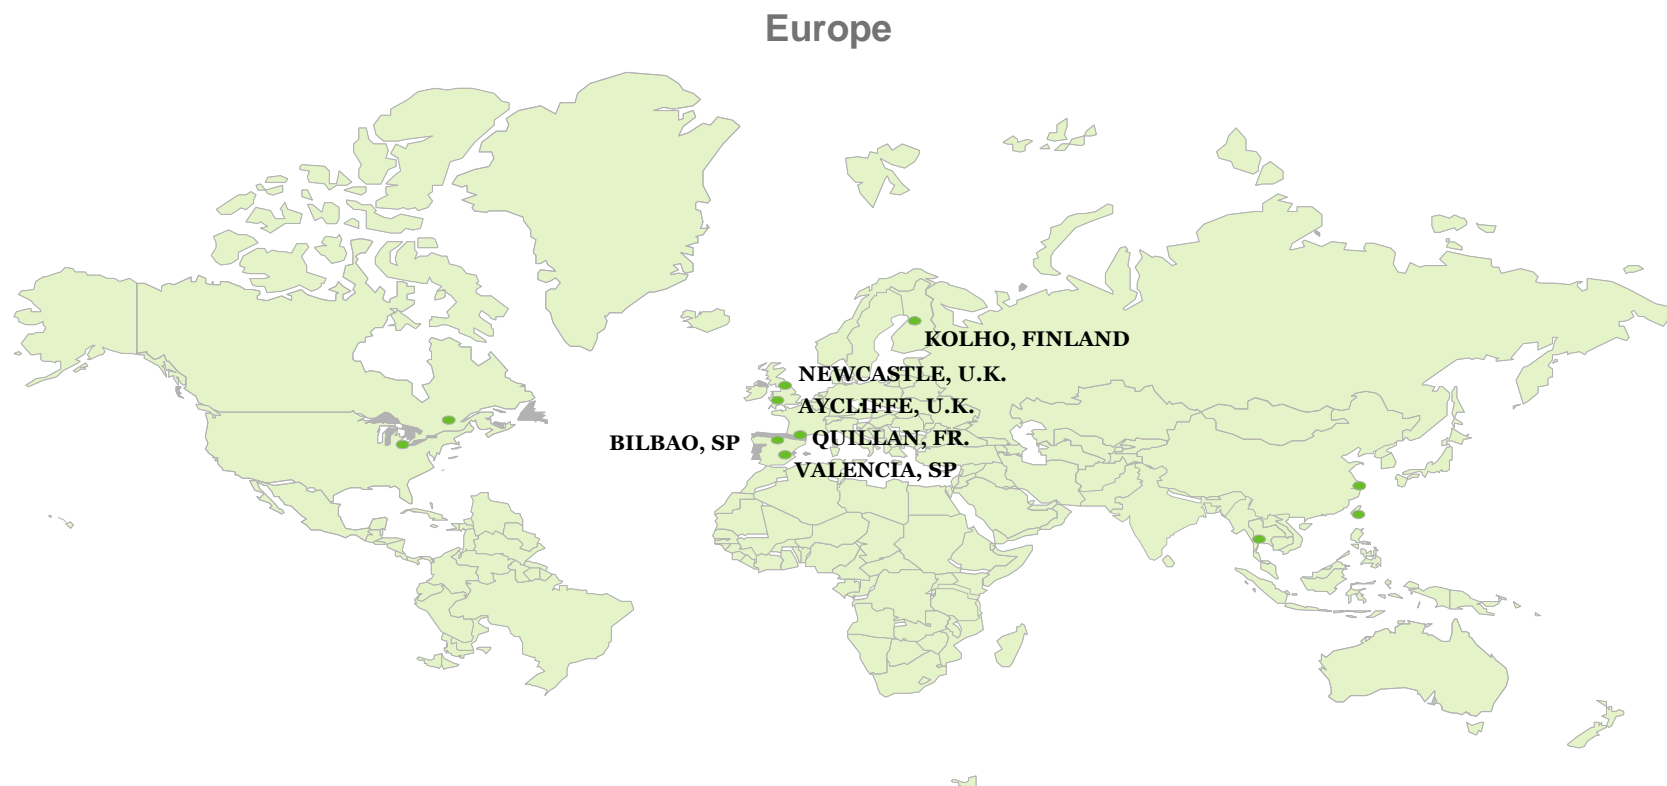 Europe
KOLHO, FINLAND
NEWCASTLE, U.K.
AYCLIFFE, U.K.
BILBAO, SP
QUILLAN, FR.
VALENCIA, SP